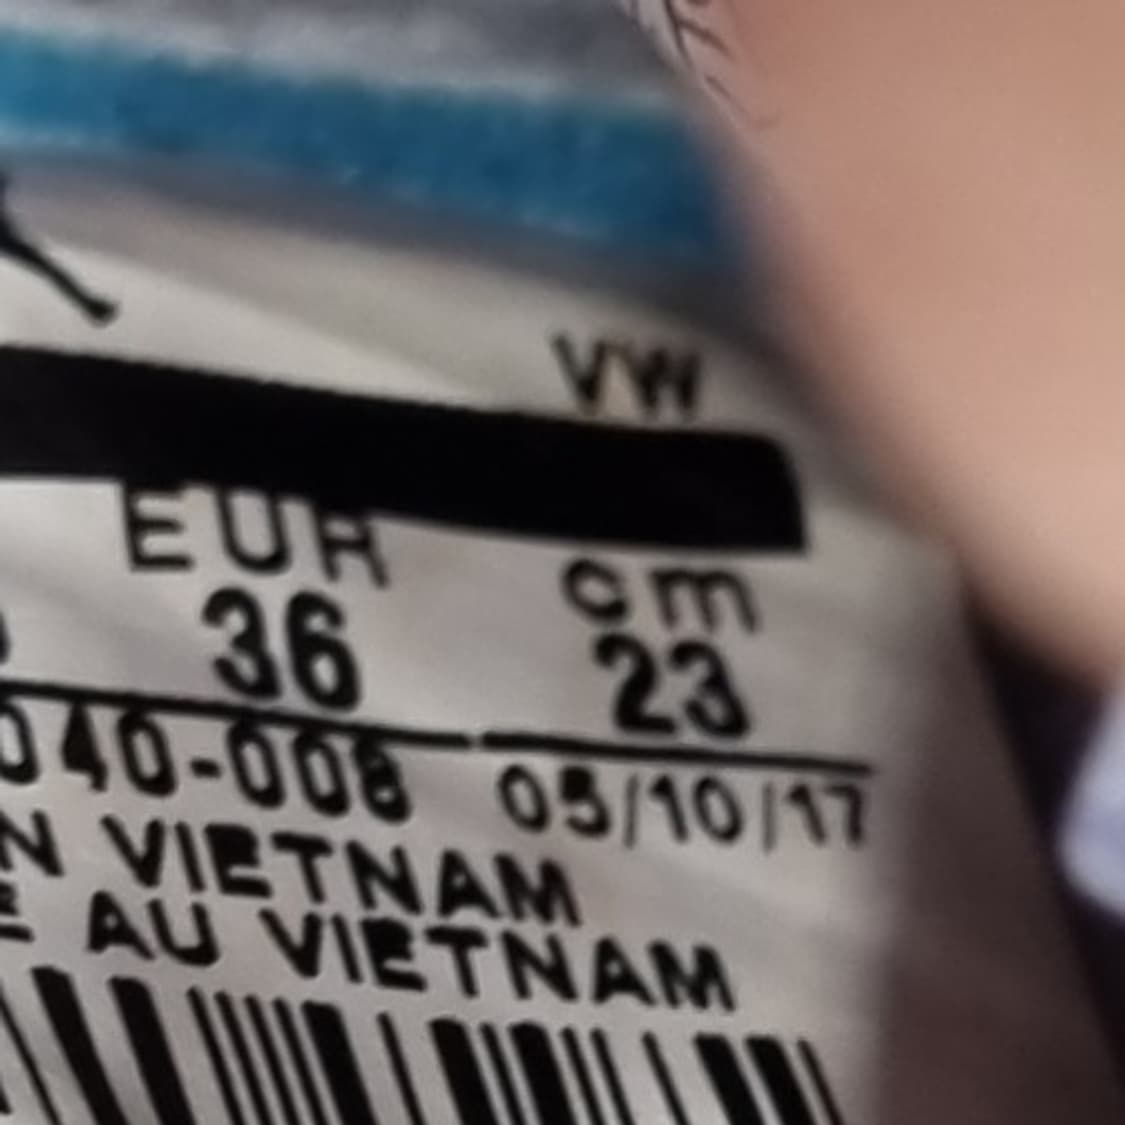 VW
EUR cm
36 23
040-008 05/10/17
N VIETNAM
E AU VIETNAM